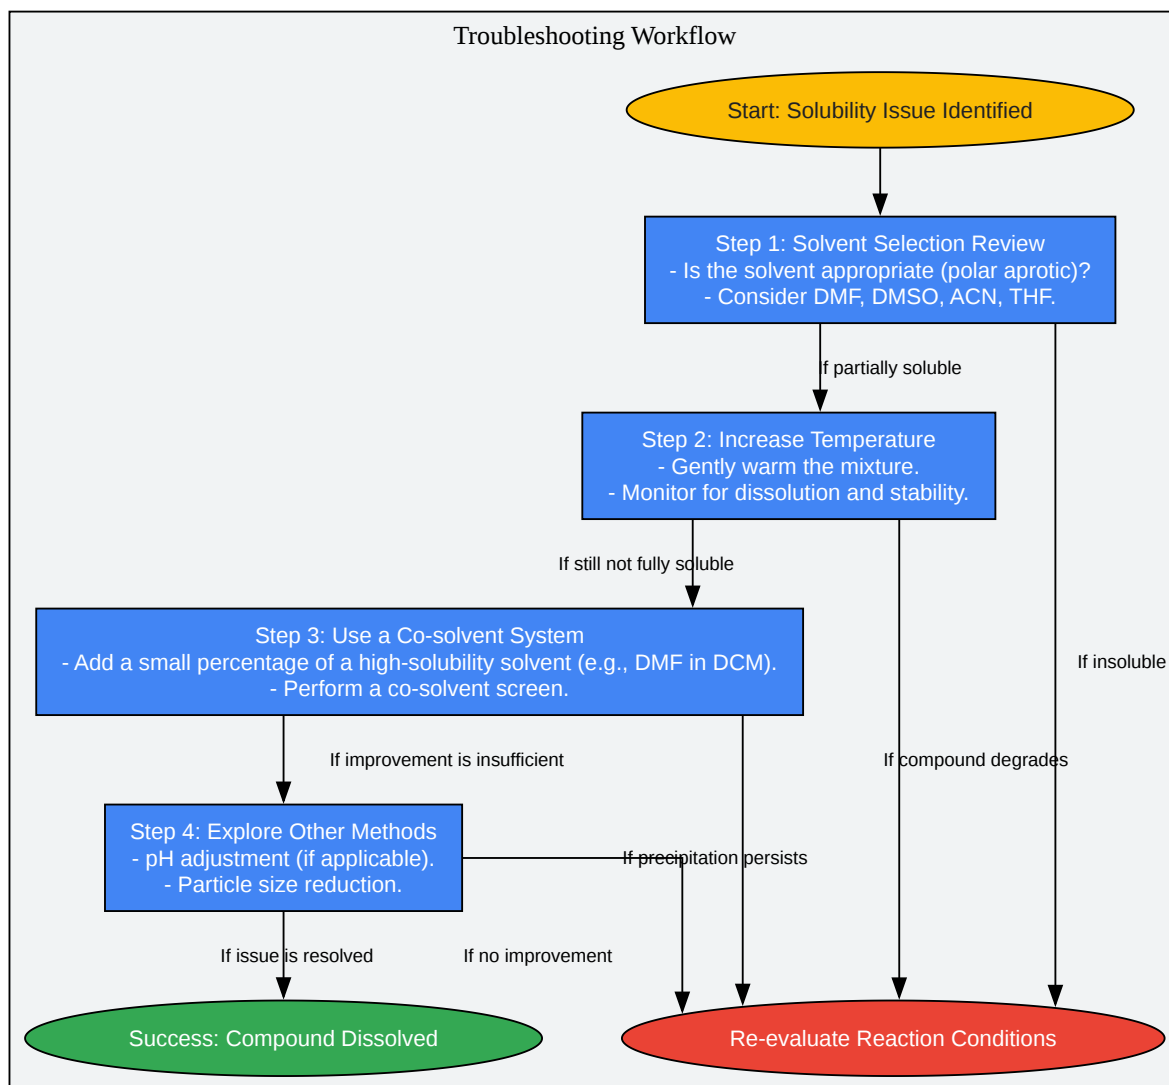 Troubleshooting Workflow
Start: Solubility Issue Identified
Step 1: Solvent Selection Review
- Is the solvent appropriate (polar aprotic)?
- Consider DMF, DMSO, ACN, THF.
If partially soluble
Step 2: Increase Temperature
- Gently warm the mixture.
- Monitor for dissolution and stability.
If still not fully soluble
Step 3: Use a Co-solvent System
- Add a small percentage of a high-solubility solvent (e.g., DMF in DCM).
- Perform a co-solvent screen.
If insoluble
If improvement is insufficient
If compound degrades
Step 4: Explore Other Methods
- pH adjustment (if applicable).
- Particle size reduction.
If precipitation persists
If issue is resolved
If no improvement
Success: Compound Dissolved
Re-evaluate Reaction Conditions